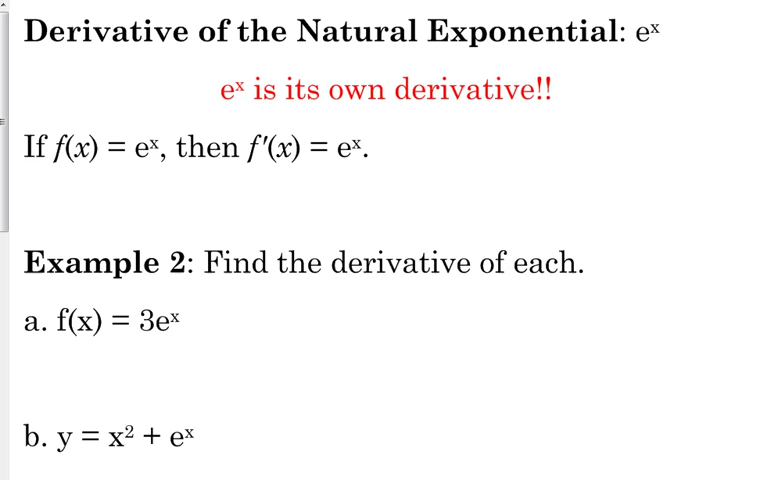 Derivative of the Natural Exponential: eˣ
eˣ is its own derivative!!
If f(x) = eˣ, then f'(x) = eˣ.
Example 2: Find the derivative of each.
a. f(x) = 3eˣ
b. y = x² + eˣ